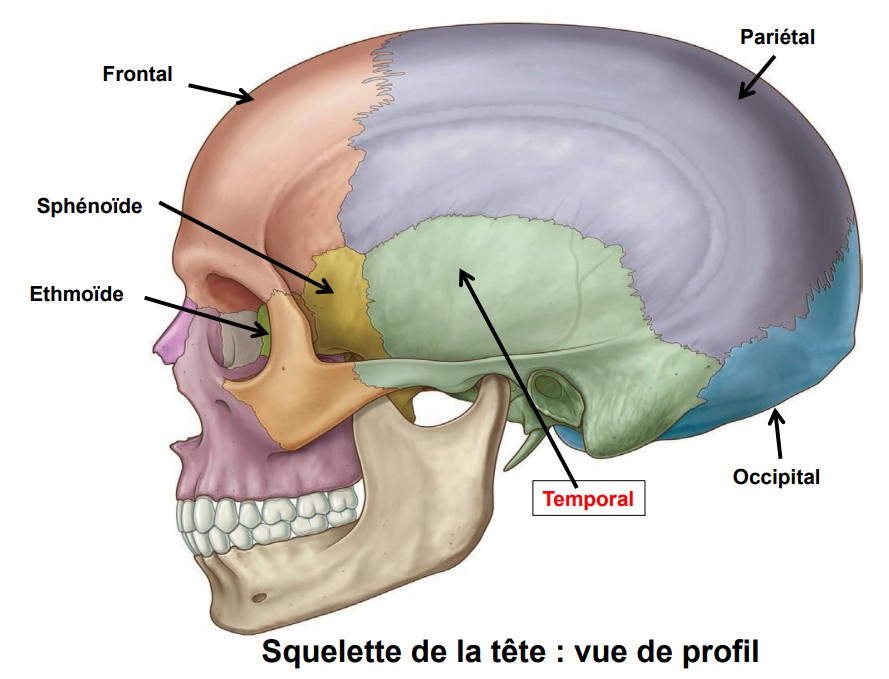 Pariétal
Frontal
Sphénoïde
Ethmoïde
Occipital
Temporal
Squelette de la tête : vue de profil